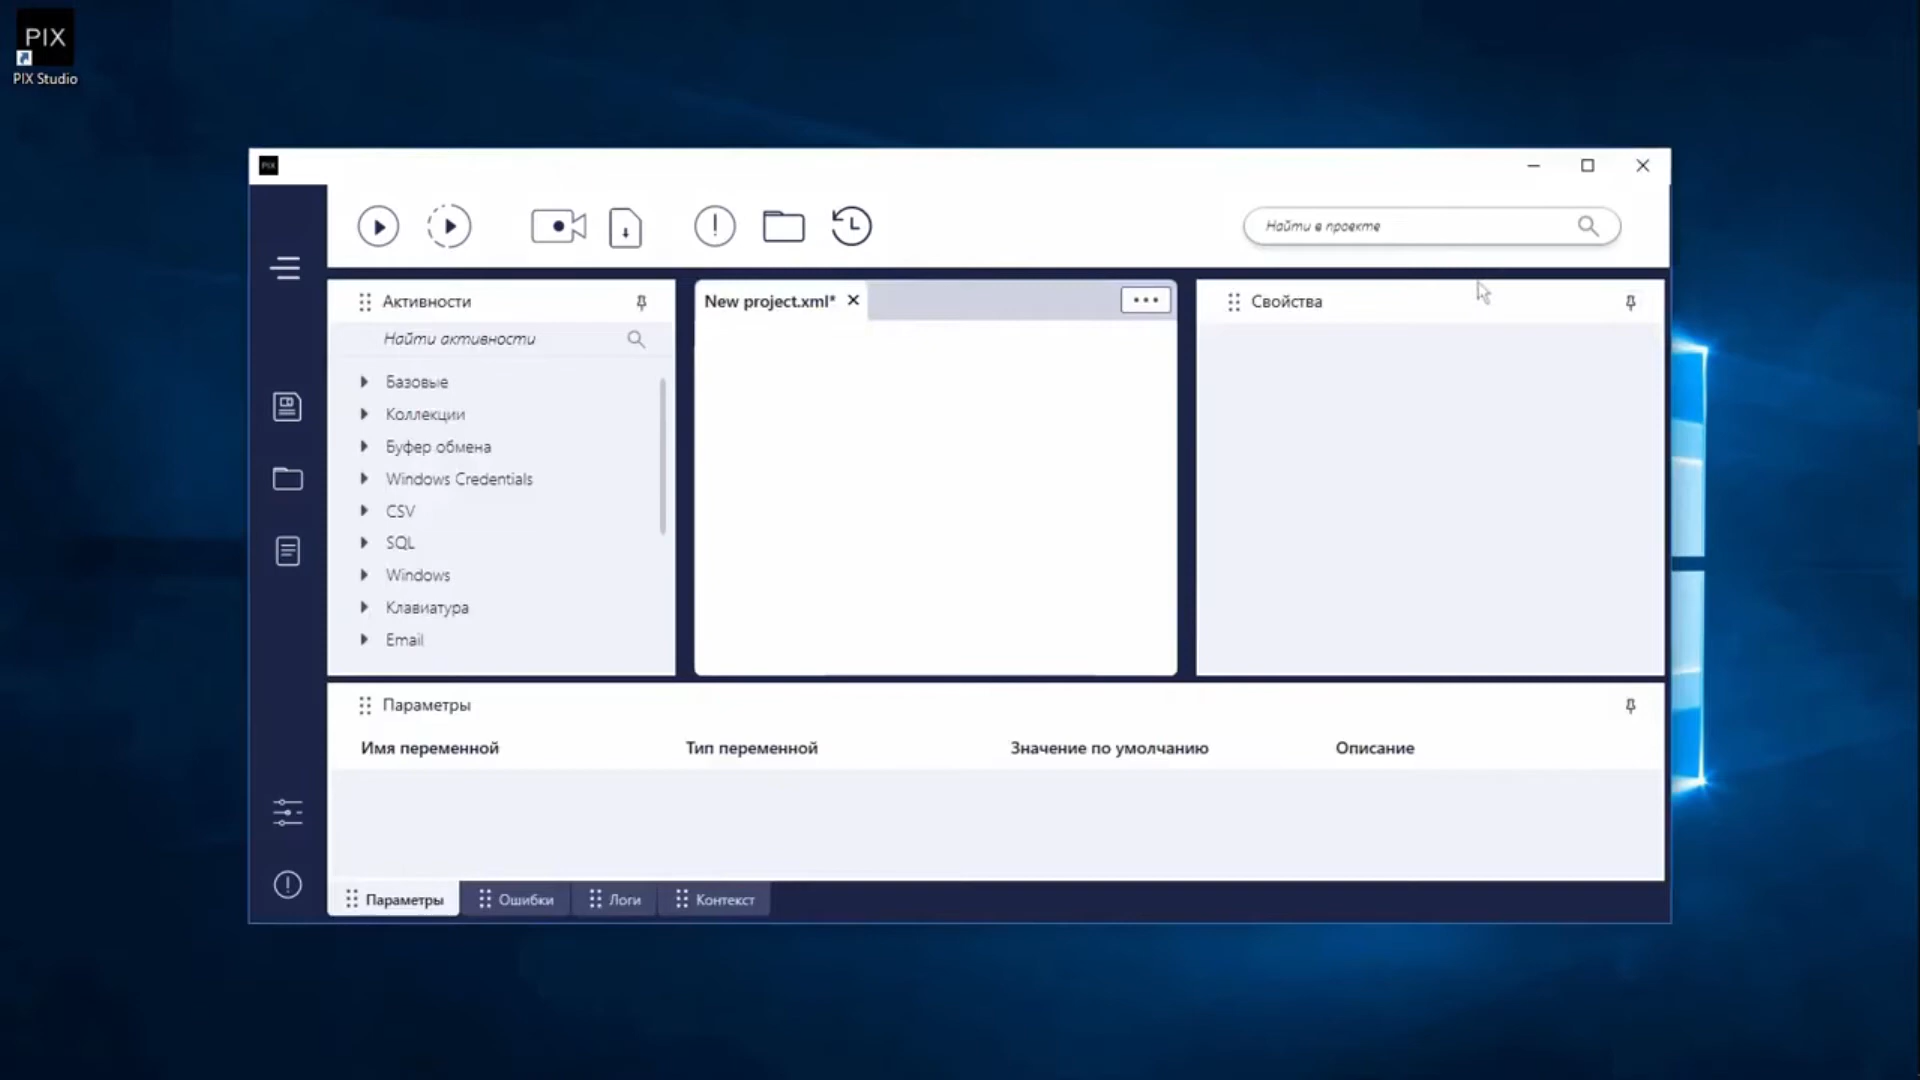 PIX
PIX Studio
PIX
Найти в проекте
Активности
Найти активности
Базовые
Коллекции
Буфер обмена
Windows Credentials
CSV
SQL
Windows
Клавиатура
Email
New project.xml*
Свойства
Параметры
Имя переменной Тип переменной Значение по умолчанию Описание
Параметры Ошибки Логи Контекст